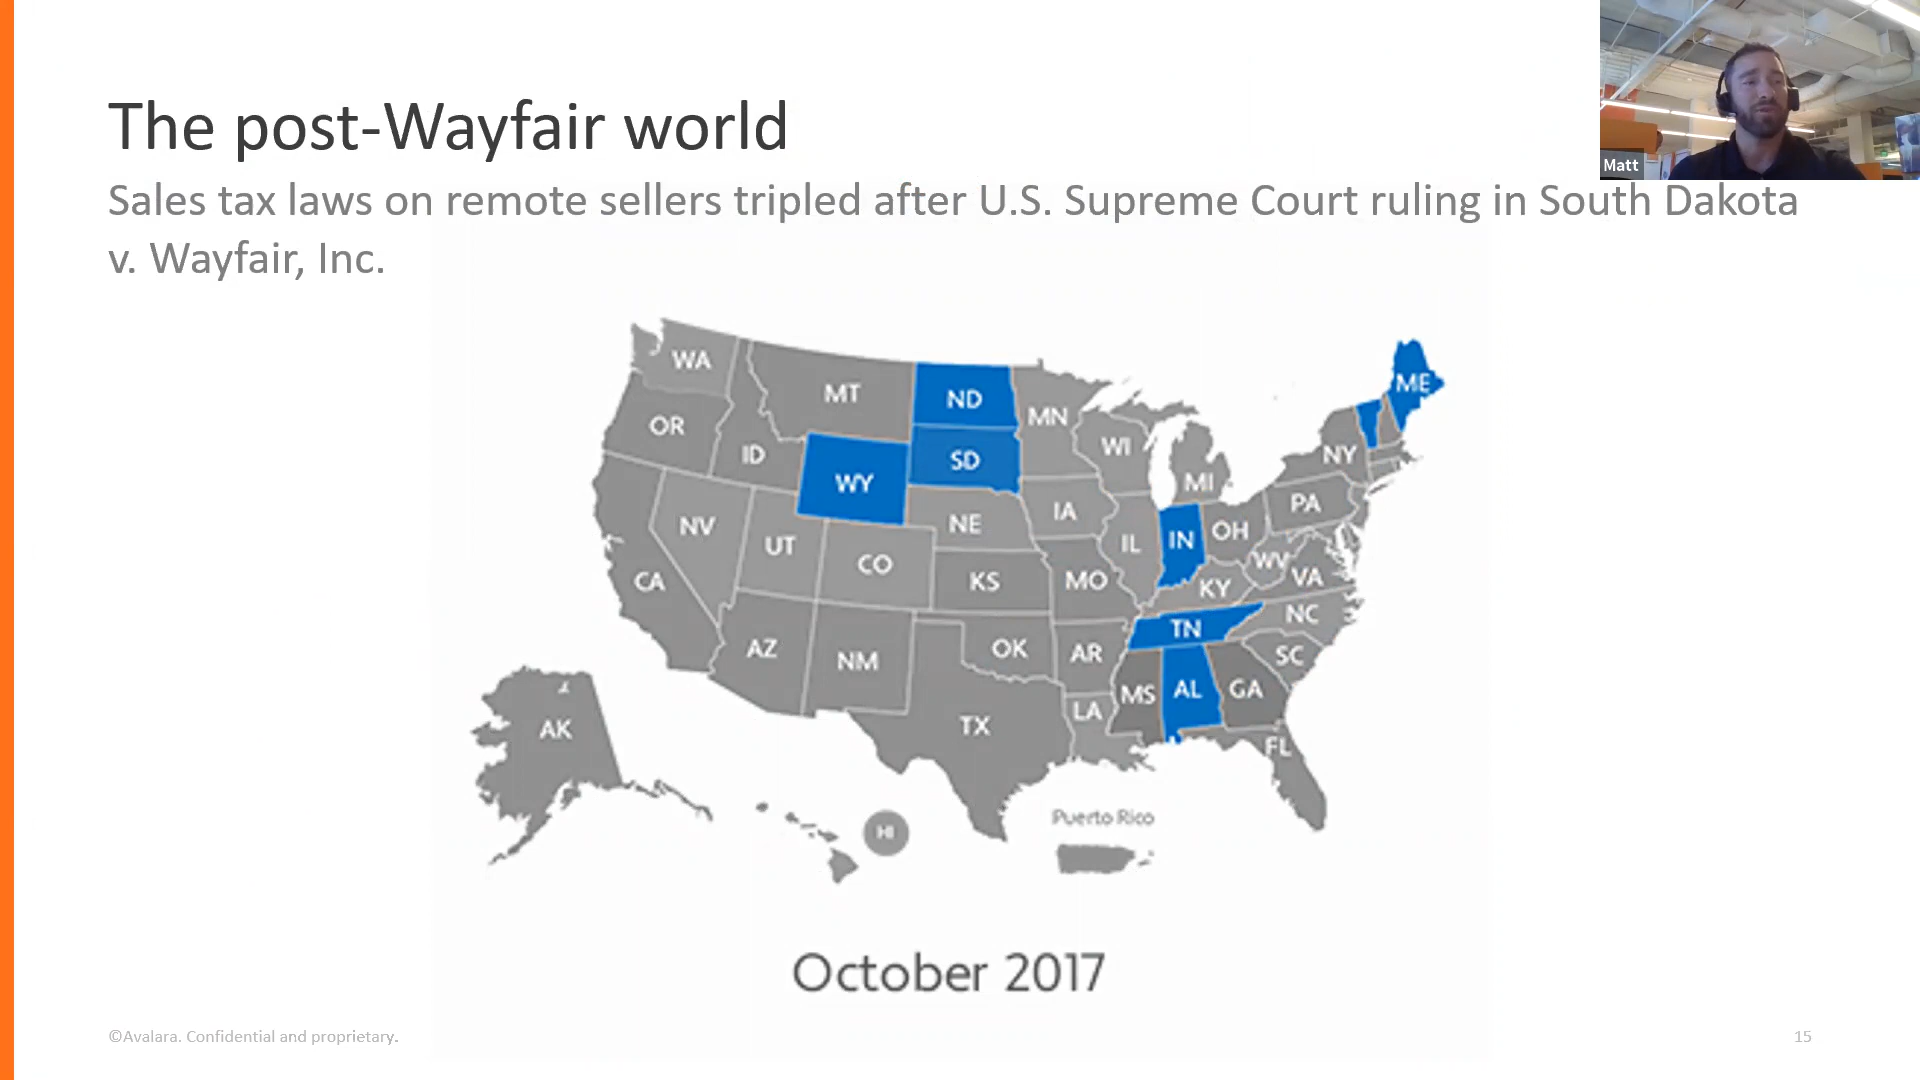 The post-Wayfair world
Matt
Sales tax laws on remote sellers tripled after U.S. Supreme Court ruling in South Dakota
v. Wayfair, Inc.
WA
MT
ND
MN
ME
OR
ID
WY
SD
WI
MI
NY
NV
UT
CO
NE
IA
IL
IN
OH
PA
CA
KS
MO
KY
WV
VA
AZ
NM
OK
AR
TN
NC
SC
TX
LA
MS
AL
GA
FL
AK
HI
Puerto Rico
October 2017
©Avalara. Confidential and proprietary.
15